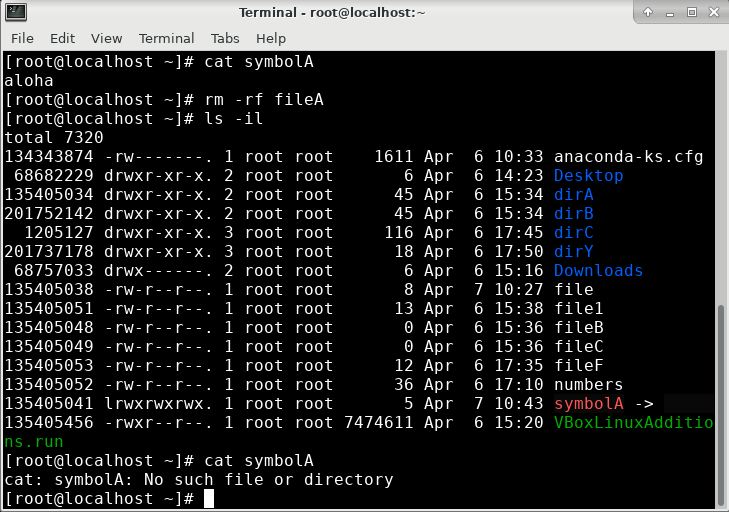 Terminal - root@localhost:~
File Edit View Terminal Tabs Help
[root@localhost ~]# cat symbolA
aloha
[root@localhost ~]# rm -rf fileA
[root@localhost ~]# ls -il
total 7320
134343874 -rw-------. 1 root root    1611 Apr  6 10:33 anaconda-ks.cfg
 68682229 drwxr-xr-x. 2 root root       6 Apr  6 14:23 Desktop
135405034 drwxr-xr-x. 2 root root      45 Apr  6 15:34 dirA
201752142 drwxr-xr-x. 2 root root      45 Apr  6 15:34 dirB
  1205127 drwxr-xr-x. 3 root root     116 Apr  6 17:45 dirC
201737178 drwxr-xr-x. 3 root root      18 Apr  6 17:50 dirY
 68757033 drwx------. 2 root root       6 Apr  6 15:16 Downloads
135405038 -rw-r--r--. 1 root root       8 Apr  7 10:27 file
135405051 -rw-r--r--. 1 root root      13 Apr  6 15:38 file1
135405048 -rw-r--r--. 1 root root       0 Apr  6 15:36 fileB
135405049 -rw-r--r--. 1 root root       0 Apr  6 15:36 fileC
135405053 -rw-r--r--. 1 root root      12 Apr  6 17:35 fileF
135405052 -rw-r--r--. 1 root root      36 Apr  6 17:10 numbers
135405041 lrwxrwxrwx. 1 root root       5 Apr  7 10:43 symbolA ->
135405456 -rwxr--r--. 1 root root 7474611 Apr  6 15:20 VBoxLinuxAdditio
ns.run
[root@localhost ~]# cat symbolA
cat: symbolA: No such file or directory
[root@localhost ~]#